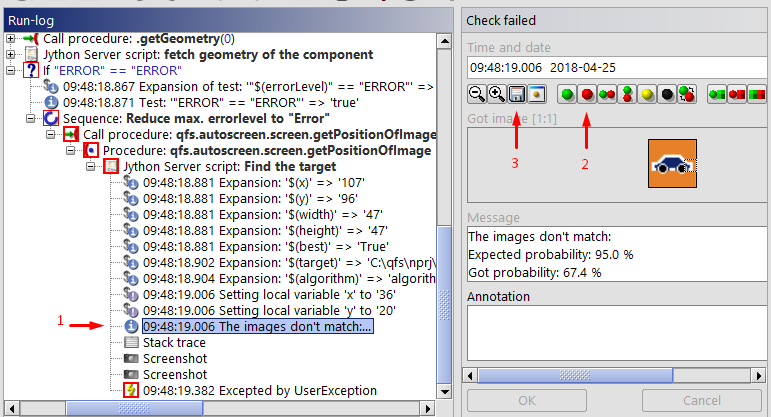 Run-log
Call procedure: .getGeometry(0)
Jython Server script: fetch geometry of the component
If "ERROR" == "ERROR"
09:48:18.867 Expansion of test: '"$(errorLevel)" == "ERROR"' =>
09:48:18.871 Test: '"ERROR" == "ERROR"' => 'true'
Sequence: Reduce max. errorlevel to "Error"
Call procedure: qfs.autoscreen.screen.getPositionOfImage
Procedure: qfs.autoscreen.screen.getPositionOfImage
Jython Server script: Find the target
09:48:18.881 Expansion: '$(x)' => '107'
09:48:18.881 Expansion: '$(y)' => '96'
09:48:18.881 Expansion: '$(width)' => '47'
09:48:18.881 Expansion: '$(height)' => '47'
09:48:18.881 Expansion: '$(best)' => 'True'
09:48:18.902 Expansion: '$(target)' => 'C:\qfs\nprj\
09:48:18.904 Expansion: '$(algorithm)' => 'algorithm
09:48:19.006 Setting local variable 'x' to '36'
09:48:19.006 Setting local variable 'y' to '20'
1
09:48:19.006 The images don't match:...
Stack trace
Screenshot
Screenshot
09:48:19.382 Excepted by UserException
Check failed
Time and date
09:48:19.006 2018-04-25
Got image [1:1]
3
2
Message
The images don't match:
Expected probability: 95.0 %
Got probability: 67.4 %
Annotation
OK
Cancel